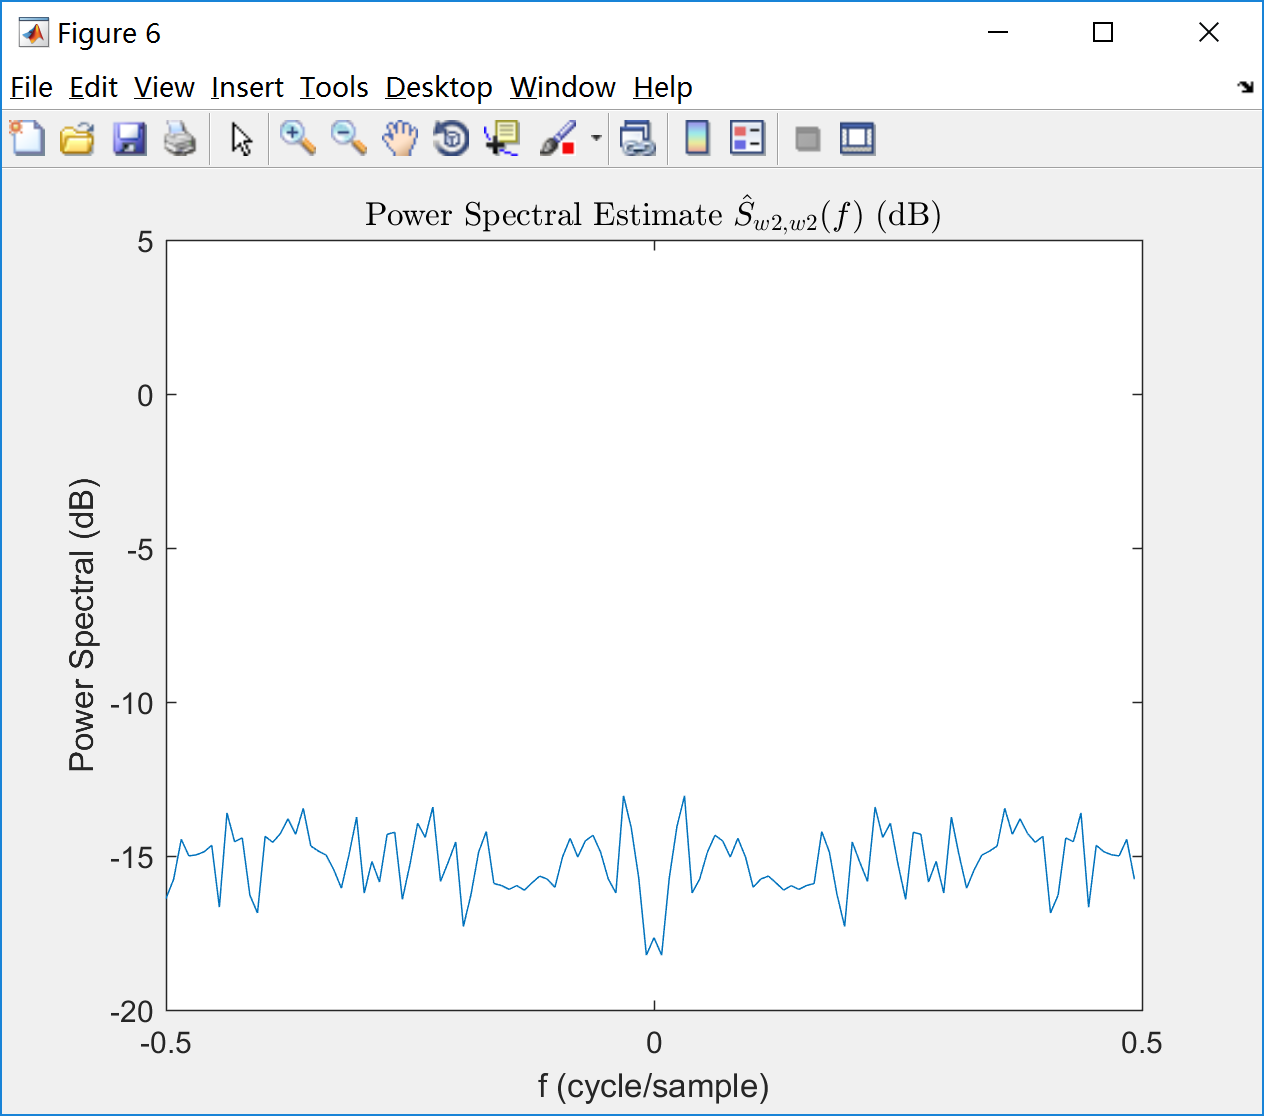 Figure 6
File Edit View Insert Tools Desktop Window Help
Power Spectral Estimate $\hat{S}_{w2,w2}(f)$ (dB)
5
0
-5
-10
-15
-20
Power Spectral (dB)
-0.5 0 0.5
f (cycle/sample)